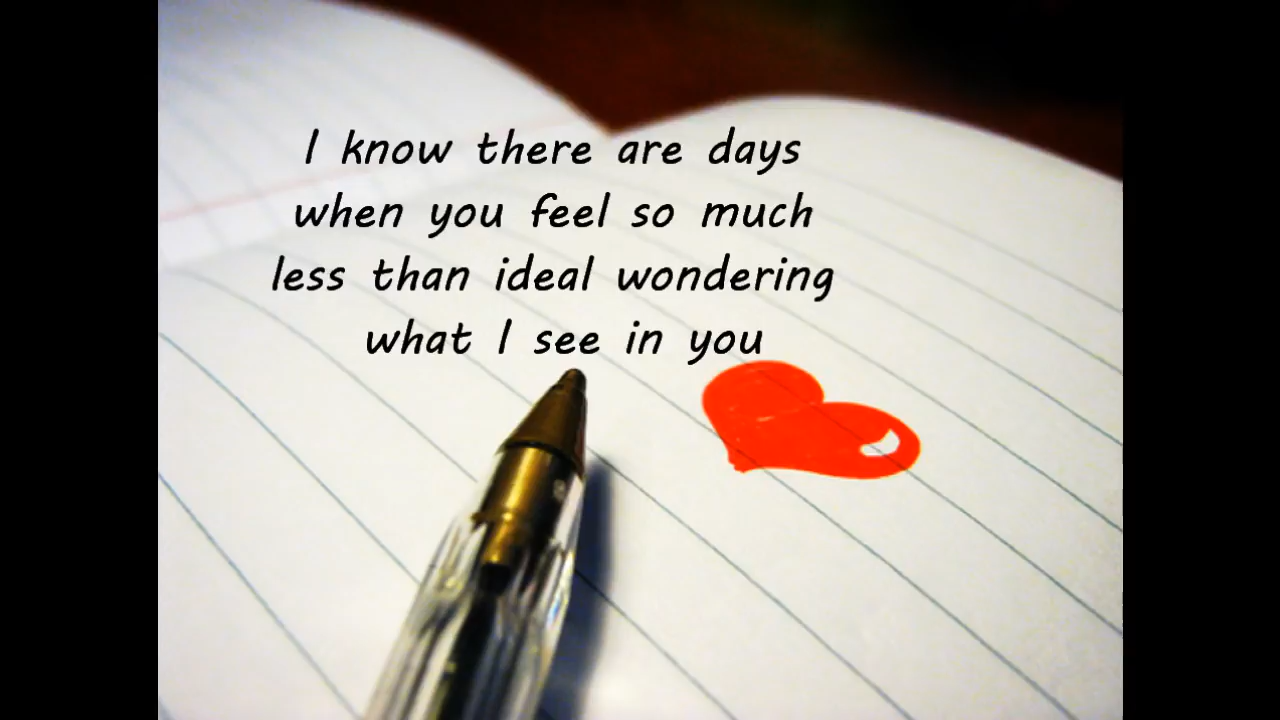 I know there are days
when you feel so much
less than ideal wondering
what I see in you